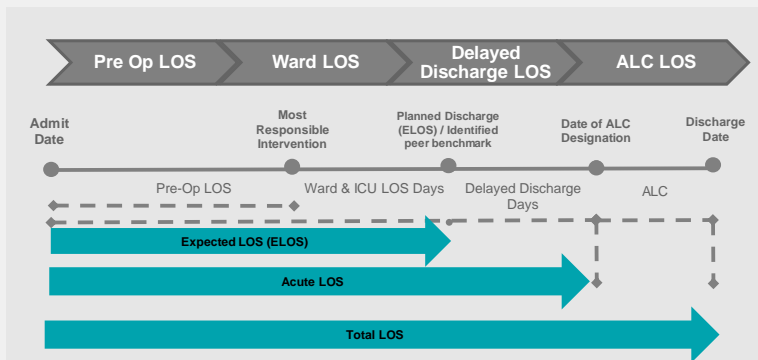 Pre Op LOS
Ward LOS
Delayed
Discharge LOS
ALC LOS
Admit
Date
Most
Responsible
Intervention
Planned Discharge
(ELOS) / Identified
peer benchmark
Date of ALC
Designation
Discharge
Date
Pre-Op LOS
Ward & ICU LOS Days
Delayed Discharge
Days
ALC
Expected LOS (ELOS)
Acute LOS
Total LOS